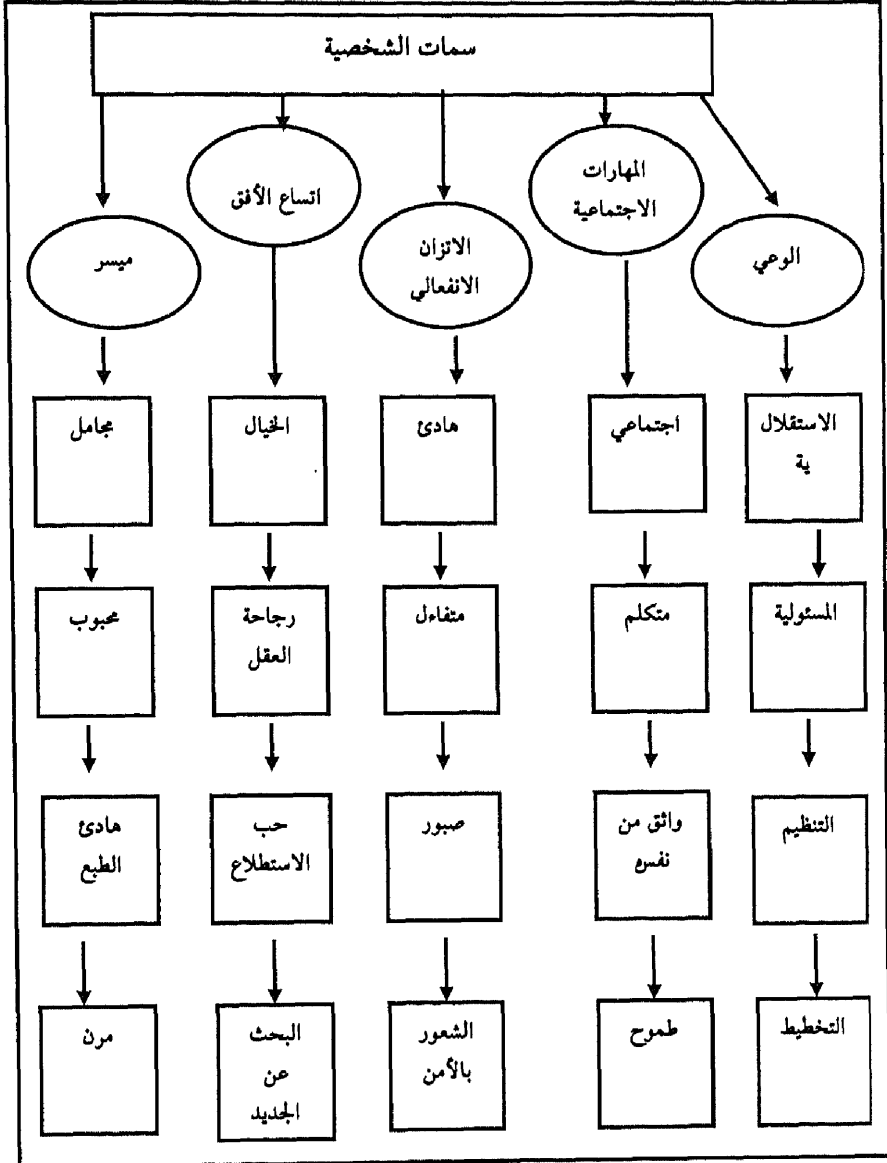 سمات الشخصية
الوعي
المهارات
الاجتماعية
الاتزان
الانفعالي
اتساع الأفق
ميسر
الاستقلال
ية
اجتماعي
هادئ
الخيال
مجامل
المسئولية
متكلم
متفاءل
رجاحة
العقل
محبوب
التنظيم
واثق من
نفسه
صبور
حب
الاستطلاع
هادئ
الطبع
التخطيط
طموح
الشعور
بالأمن
البحث
عن
الجديد
مرن